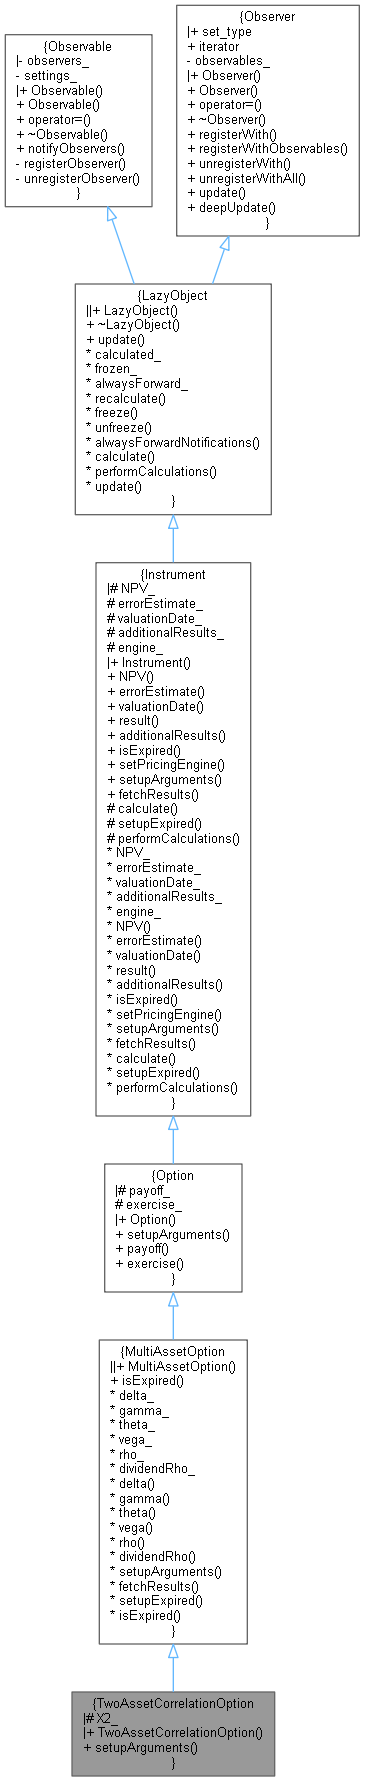 {Observable
|- observers_
- settings_
|+ Observable()
+ Observable()
+ operator=()
+ ~Observable()
+ notifyObservers()
- registerObserver()
- unregisterObserver()
}
{Observer
|+ set_type
+ iterator
- observables_
|+ Observer()
+ Observer()
+ operator=()
+ ~Observer()
+ registerWith()
+ registerWithObservables()
+ unregisterWith()
+ unregisterWithAll()
+ update()
+ deepUpdate()
}
{LazyObject
||+ LazyObject()
+ ~LazyObject()
+ update()
* calculated_
* frozen_
* alwaysForward_
* recalculate()
* freeze()
* unfreeze()
* alwaysForwardNotifications()
* calculate()
* performCalculations()
* update()
}
{Instrument
|# NPV_
# errorEstimate_
# valuationDate_
# additionalResults_
# engine_
|+ Instrument()
+ NPV()
+ errorEstimate()
+ valuationDate()
+ result()
+ additionalResults()
+ isExpired()
+ setPricingEngine()
+ setupArguments()
+ fetchResults()
# calculate()
# setupExpired()
# performCalculations()
* NPV_
* errorEstimate_
* valuationDate_
* additionalResults_
* engine_
* NPV()
* errorEstimate()
* valuationDate()
* result()
* additionalResults()
* isExpired()
* setPricingEngine()
* setupArguments()
* fetchResults()
* calculate()
* setupExpired()
* performCalculations()
}
{Option
|# payoff_
# exercise_
|+ Option()
+ setupArguments()
+ payoff()
+ exercise()
}
{MultiAssetOption
||+ MultiAssetOption()
+ isExpired()
* delta_
* gamma_
* theta_
* vega_
* rho_
* dividendRho_
* delta()
* gamma()
* theta()
* vega()
* rho()
* dividendRho()
* setupArguments()
* fetchResults()
* setupExpired()
* isExpired()
}
{TwoAssetCorrelationOption
|# X2_
|+ TwoAssetCorrelationOption()
+ setupArguments()
}